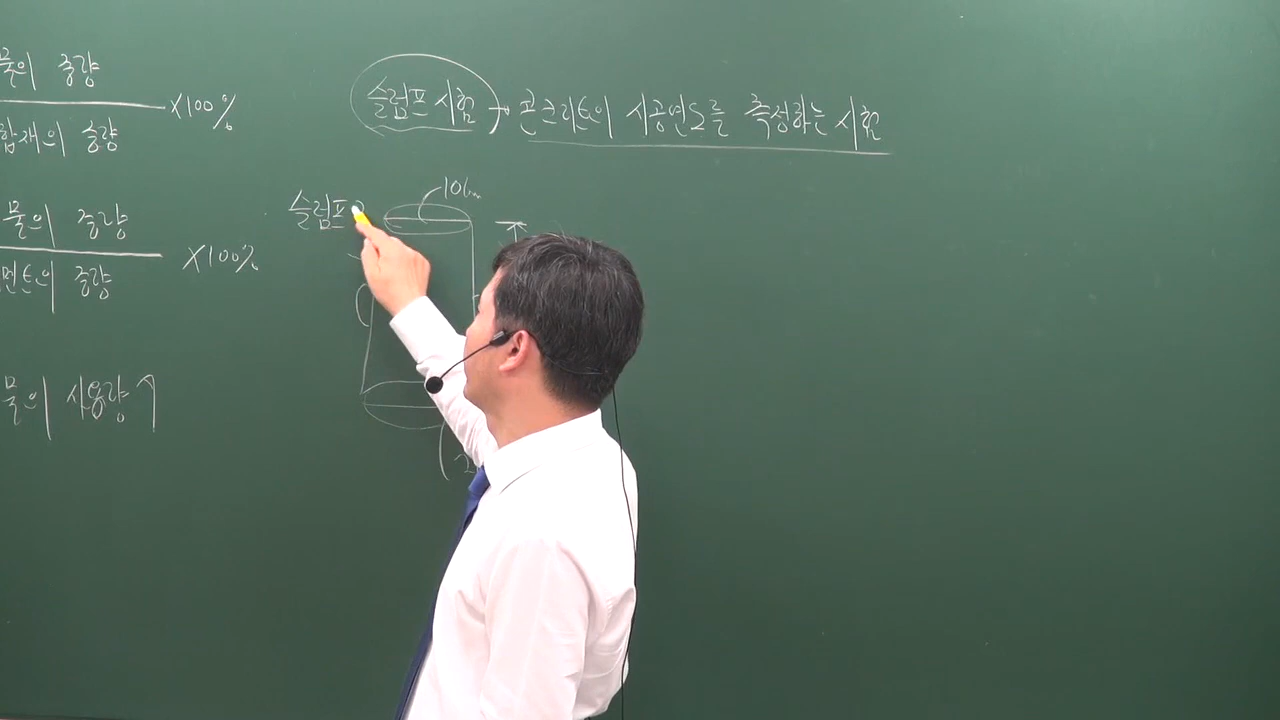 물의 중량
×100%
합재의 중량
물의 중량
×100%
멘트의 중량
물의 사용량↑
슬럼프 시험 → 콘크리트의 시공연도를 측정하는 시험
10cm
슬럼프
2